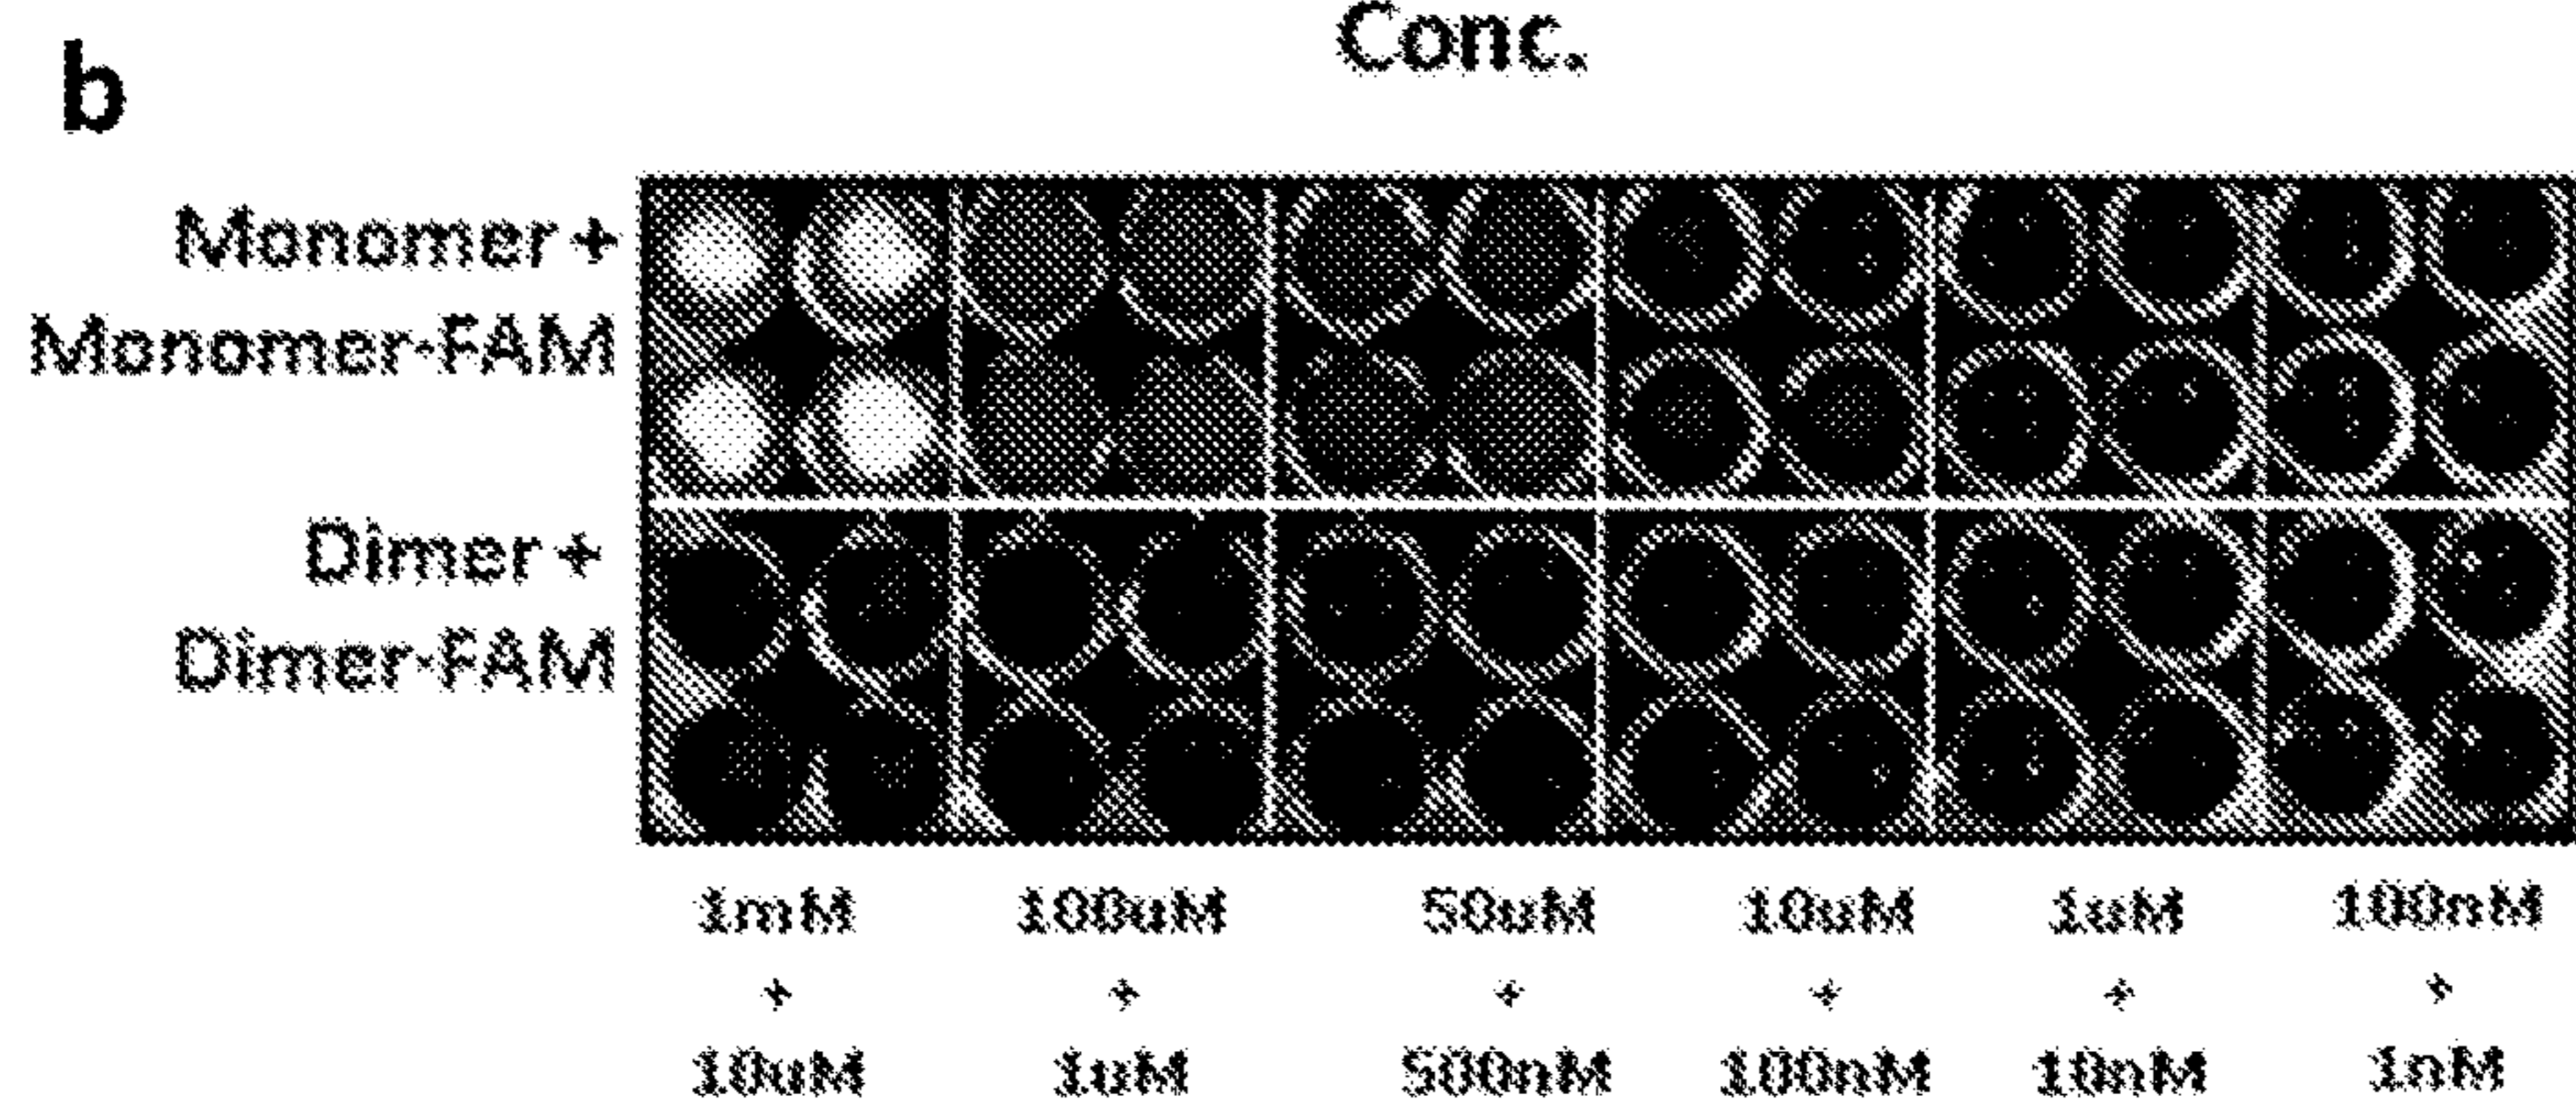 b
Conc.
Monomer +
Monomer-FAM
Dimer +
Dimer-FAM
1mM 100uM 50uM 10uM 1uM 100nM
+ + + + + +
10uM 1uM 500nM 100nM 10nM 1nM